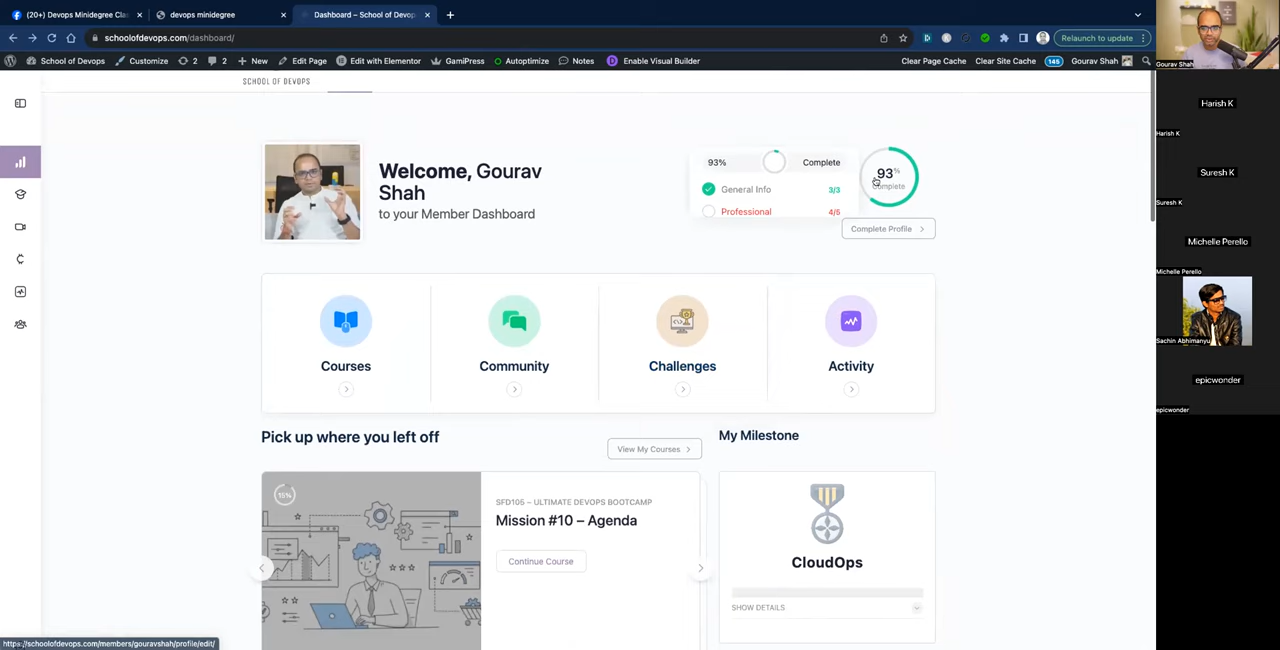 (20+) Devops Minidegree Clas
devops minidegree
Dashboard – School of Devop
schoolofdevops.com/dashboard/
Relaunch to update
School of Devops
Customize
2
2
New
Edit Page
Edit with Elementor
GamiPress
Autoptimize
Notes
Enable Visual Builder
Clear Page Cache
Clear Site Cache
145
Gourav Shah
SCHOOL OF DEVOPS
Welcome, Gourav
Shah
to your Member Dashboard
93%
Complete
General Info
3/3
Professional
4/5
93%
Complete
Complete Profile
Courses
Community
Challenges
Activity
Pick up where you left off
View My Courses
My Milestone
15%
SFD105 – ULTIMATE DEVOPS BOOTCAMP
Mission #10 – Agenda
Continue Course
CloudOps
SHOW DETAILS
https://schoolofdevops.com/members/gouravshah/profile/edit/
Gourav Shah
Harish K
Harish K
Suresh K
Suresh K
Michelle Perello
Michelle Perello
Sachin Abhimanyu
epicwonder
epicwonder